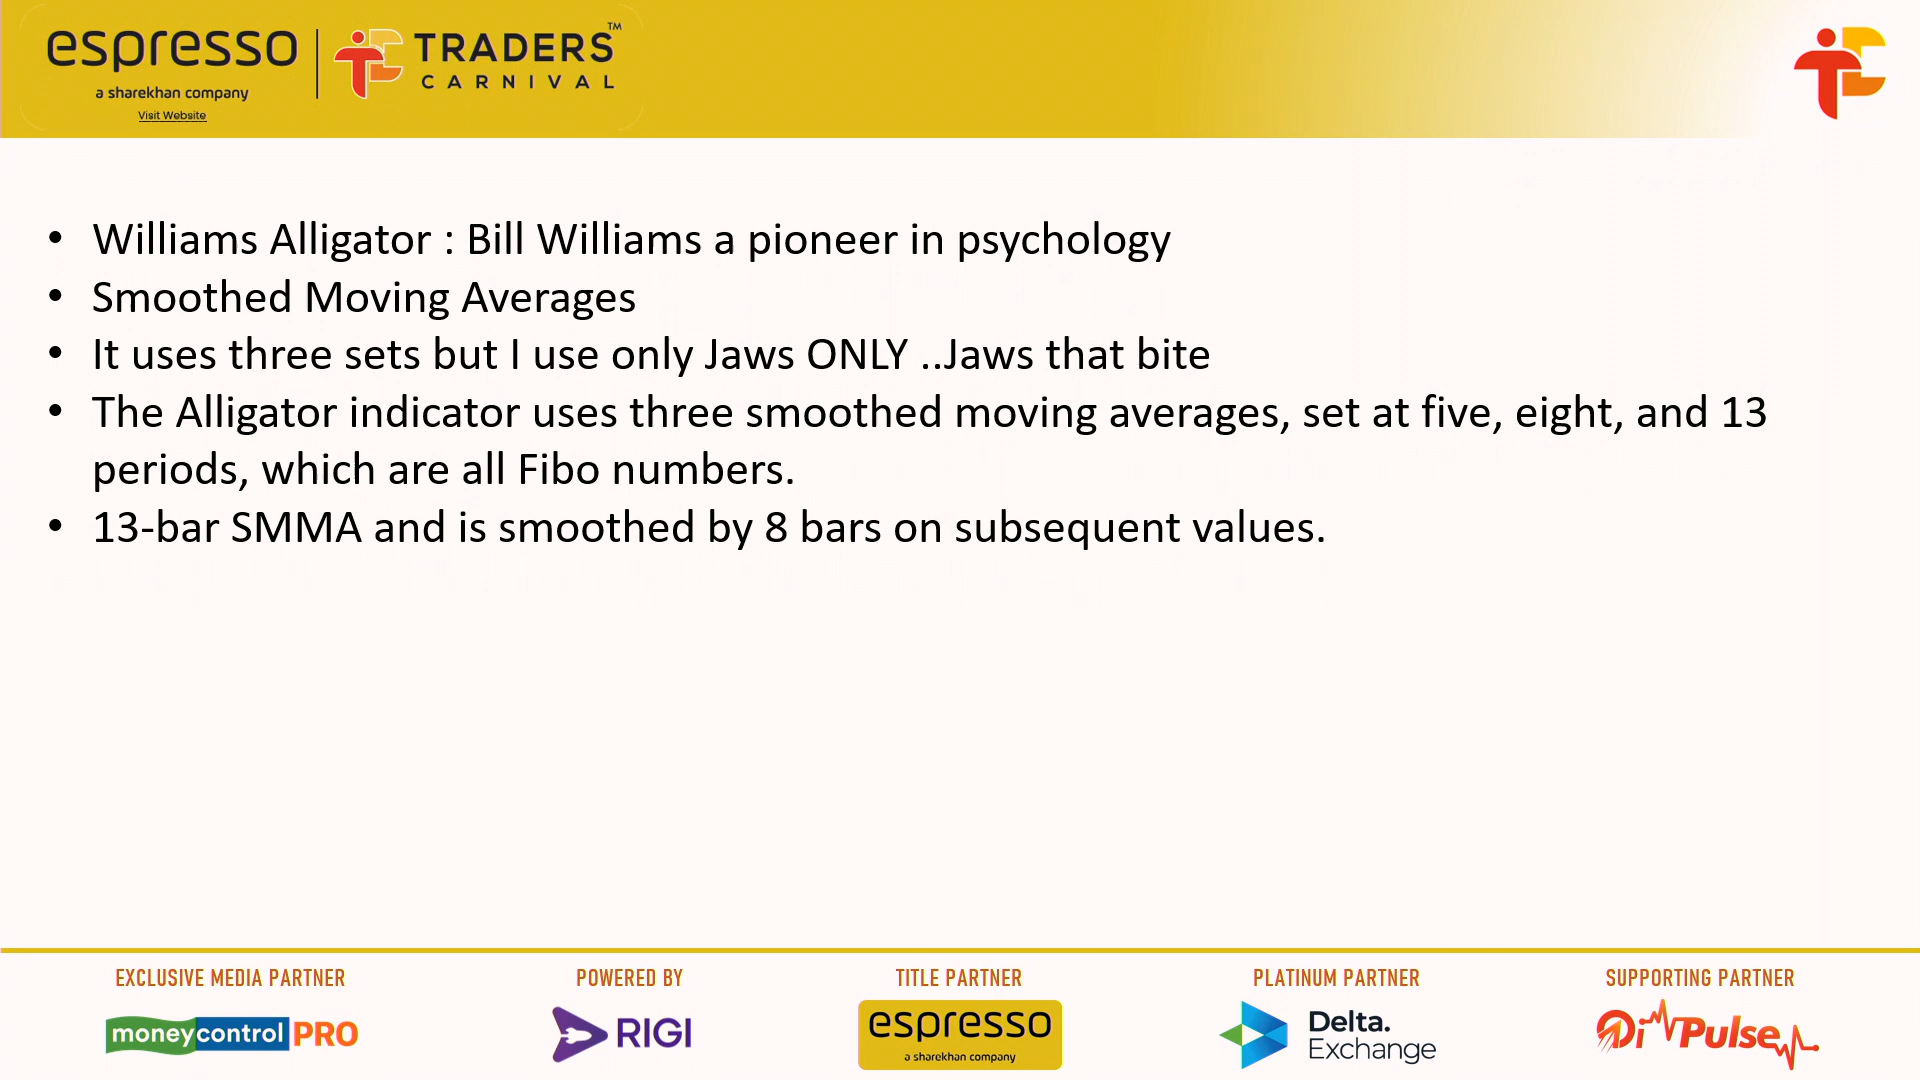 espresso
a sharekhan company
Visit Website
TRADERS™
CARNIVAL
• Williams Alligator : Bill Williams a pioneer in psychology
• Smoothed Moving Averages
• It uses three sets but I use only Jaws ONLY ..Jaws that bite
• The Alligator indicator uses three smoothed moving averages, set at five, eight, and 13
periods, which are all Fibo numbers.
• 13-bar SMMA and is smoothed by 8 bars on subsequent values.
EXCLUSIVE MEDIA PARTNER
moneycontrol PRO
POWERED BY
RIGI
TITLE PARTNER
espresso
a sharekhan company
PLATINUM PARTNER
Delta.
Exchange
SUPPORTING PARTNER
Oi Pulse